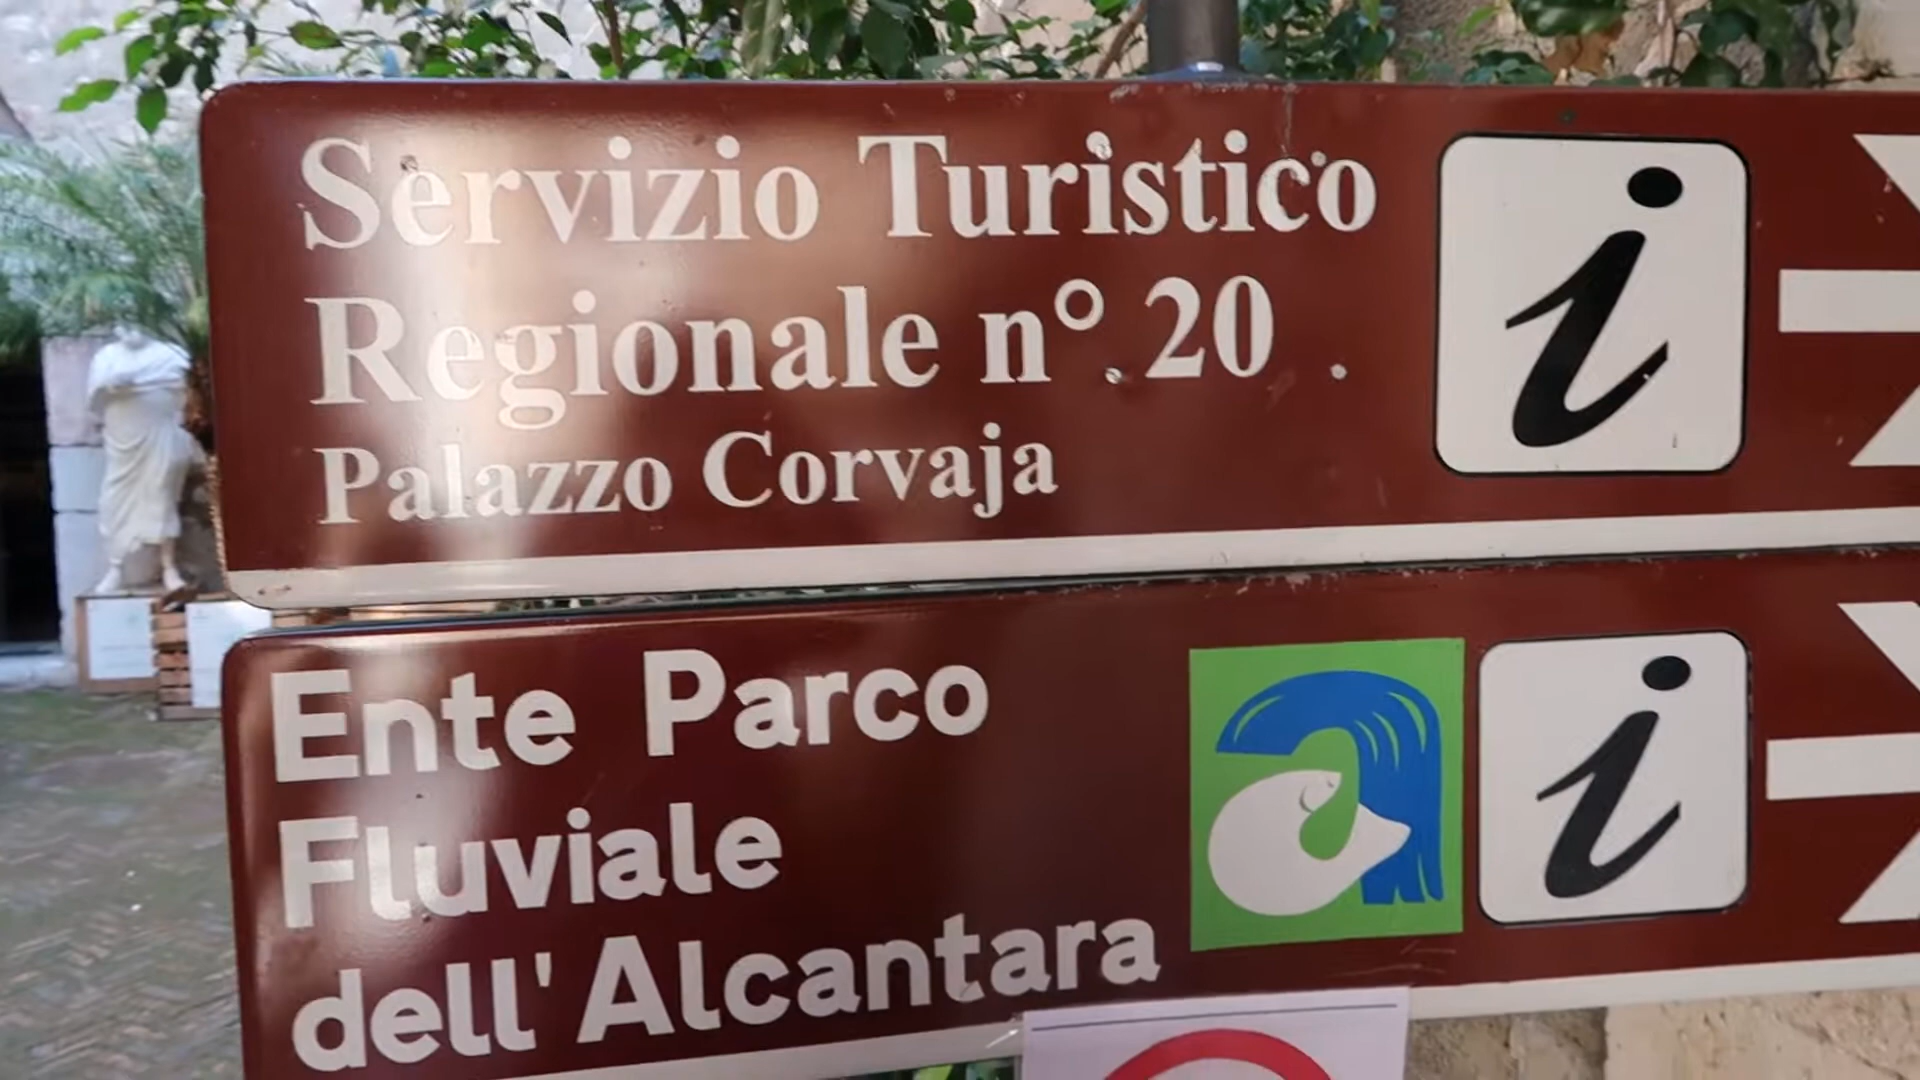 Servizio Turistico
Regionale n° 20
Palazzo Corvaja
i
Ente Parco
Fluviale
dell'Alcantara
i